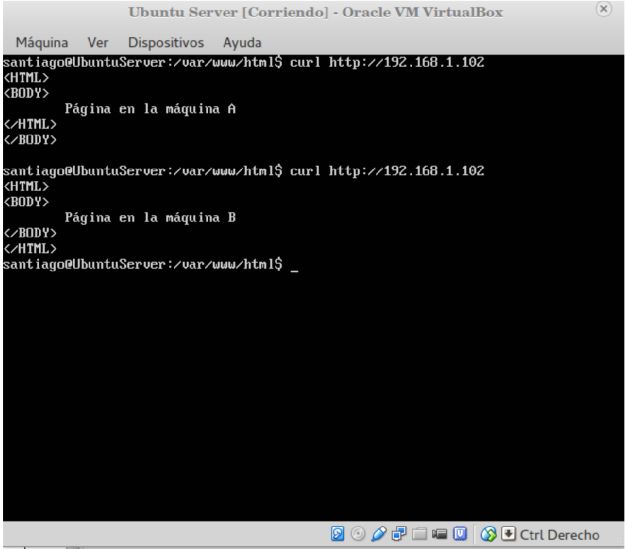 Ubuntu Server [Corriendo] - Oracle VM VirtualBox
Máquina Ver Dispositivos Ayuda
santiago@UbuntuServer:/var/www/html$ curl http://192.168.1.102
<HTML>
<BODY>
Página en la máquina A
</HTML>
</BODY>
santiago@UbuntuServer:/var/www/html$ curl http://192.168.1.102
<HTML>
<BODY>
Página en la máquina B
</BODY>
</HTML>
santiago@UbuntuServer:/var/www/html$ _
Ctrl Derecho